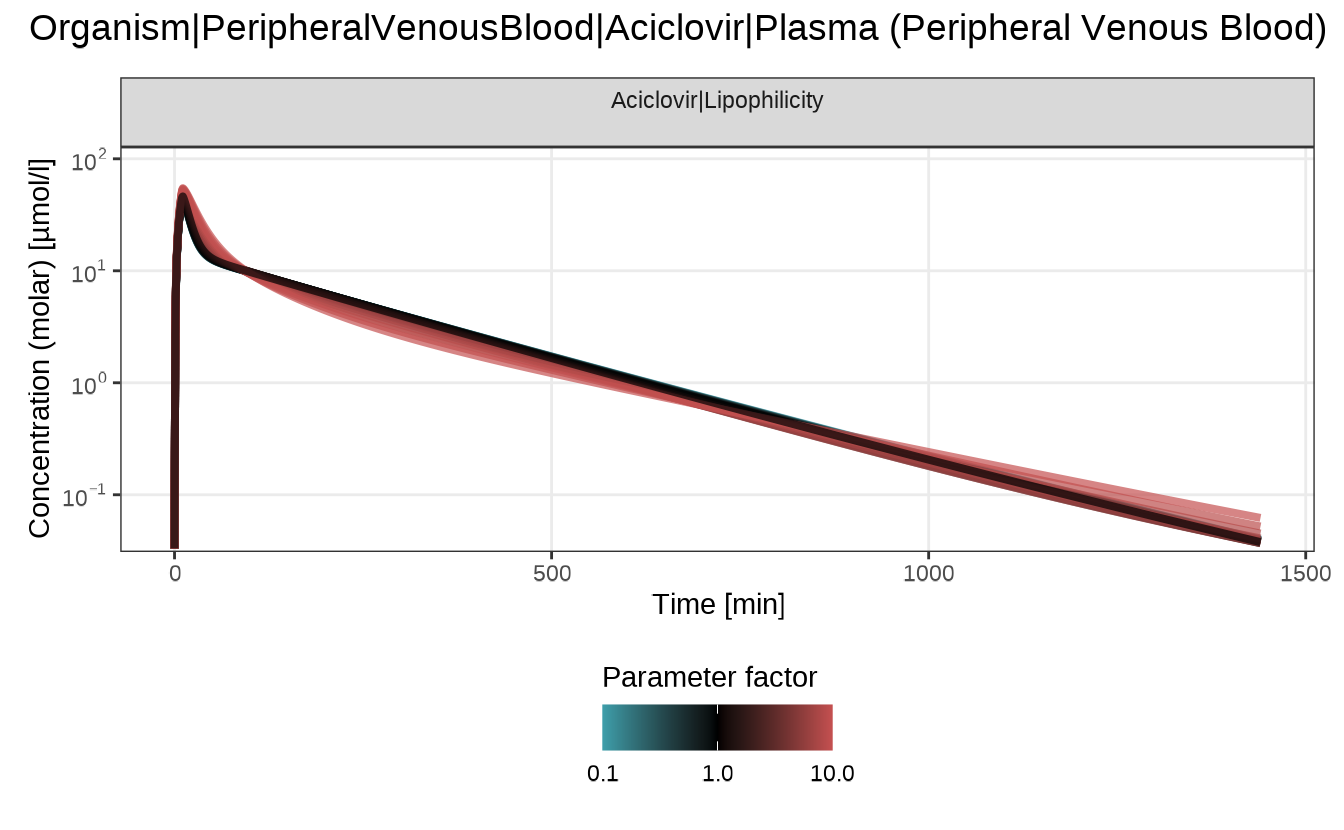 Organism|PeripheralVenousBlood|Aciclovir|Plasma (Peripheral Venous Blood)
Aciclovir|Lipophilicity
Concentration (molar) [µmol/l]
10²
10¹
10⁰
10⁻¹
0 500 1000 1500
Time [min]
Parameter factor
0.1 1.0 10.0